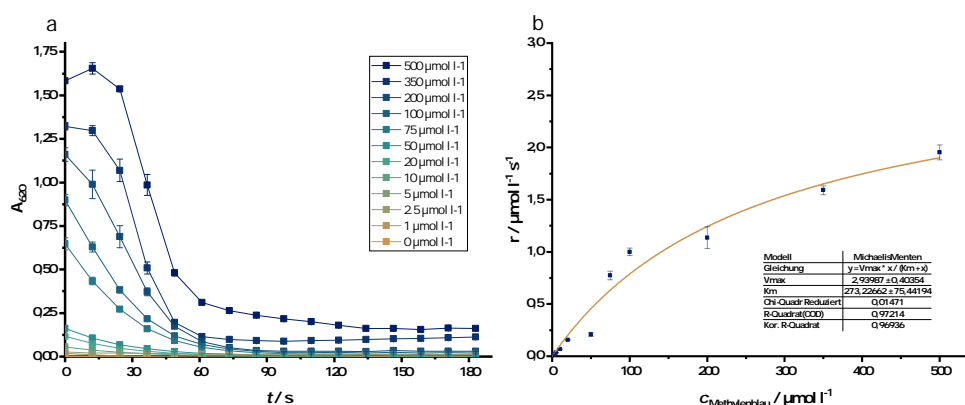 a
1,75
1,50
1,25
1,00
0,75
0,50
0,25
0,00
A620
0 30 60 90 120 150 180
t / s
500 µmol l-1
350 µmol l-1
200 µmol l-1
100 µmol l-1
75 µmol l-1
50 µmol l-1
20 µmol l-1
10 µmol l-1
5 µmol l-1
2.5 µmol l-1
1 µmol l-1
0 µmol l-1
b
3,0
2,5
2,0
1,5
1,0
0,5
0,0
r / µmol l⁻¹ s⁻¹
0 100 200 300 400 500
cMethylenblau / µmol l⁻¹
Modell MichaelisMenten
Gleichung y = Vmax * x / (Km + x)
Vmax 2,93987 ± 0,40354
Km 273,22662 ± 75,44194
Chi-Quadr Reduziert 0,01471
R-Quadrat(COD) 0,97214
Kor. R-Quadrat 0,96936